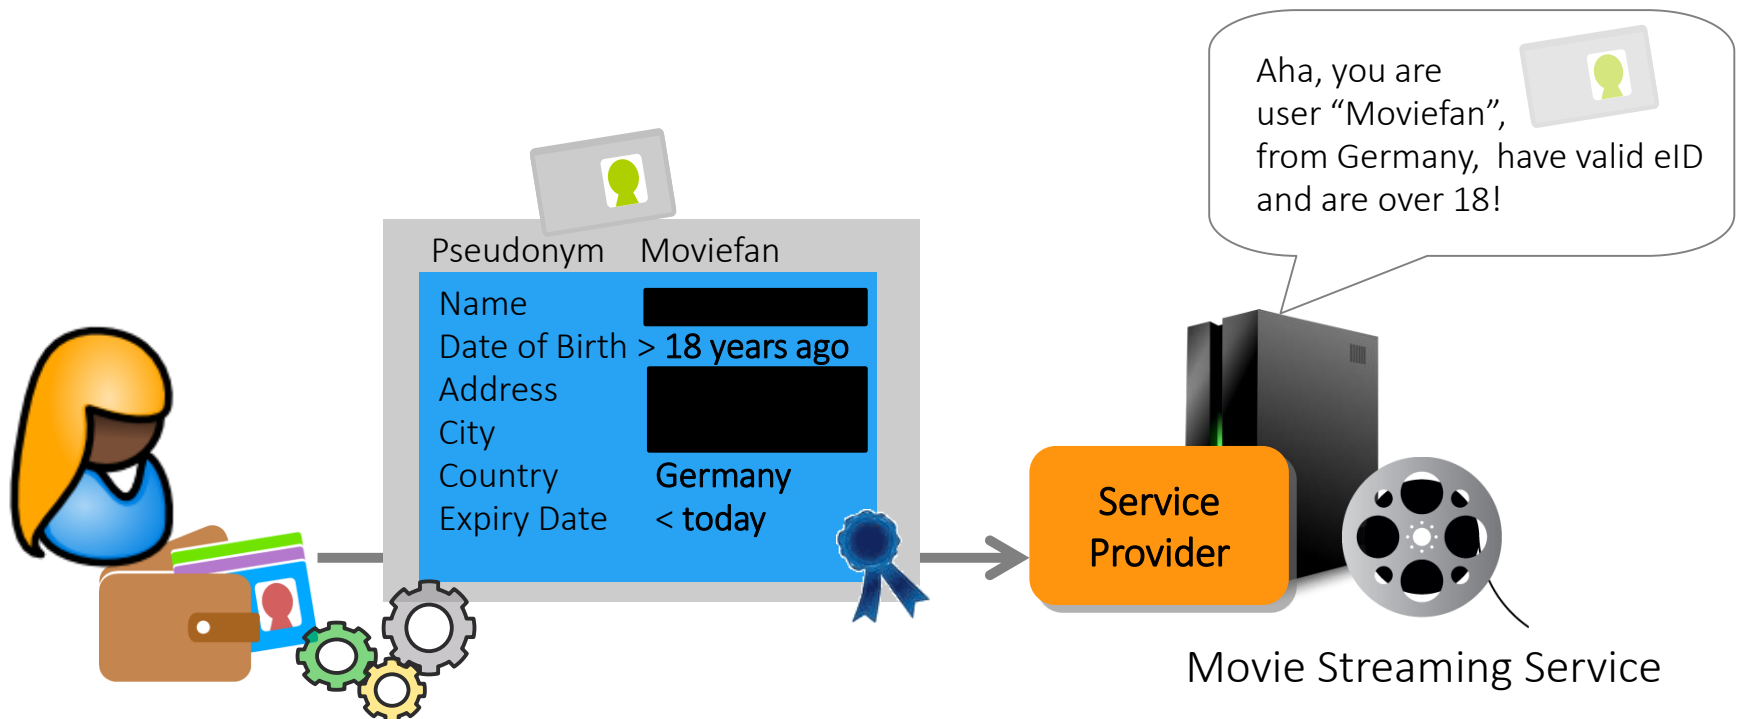 Aha, you are
user “Moviefan”,
from Germany, have valid eID
and are over 18!
Pseudonym Moviefan
Name
Date of Birth > 18 years ago
Address
City
Country Germany
Expiry Date < today
Service
Provider
Movie Streaming Service